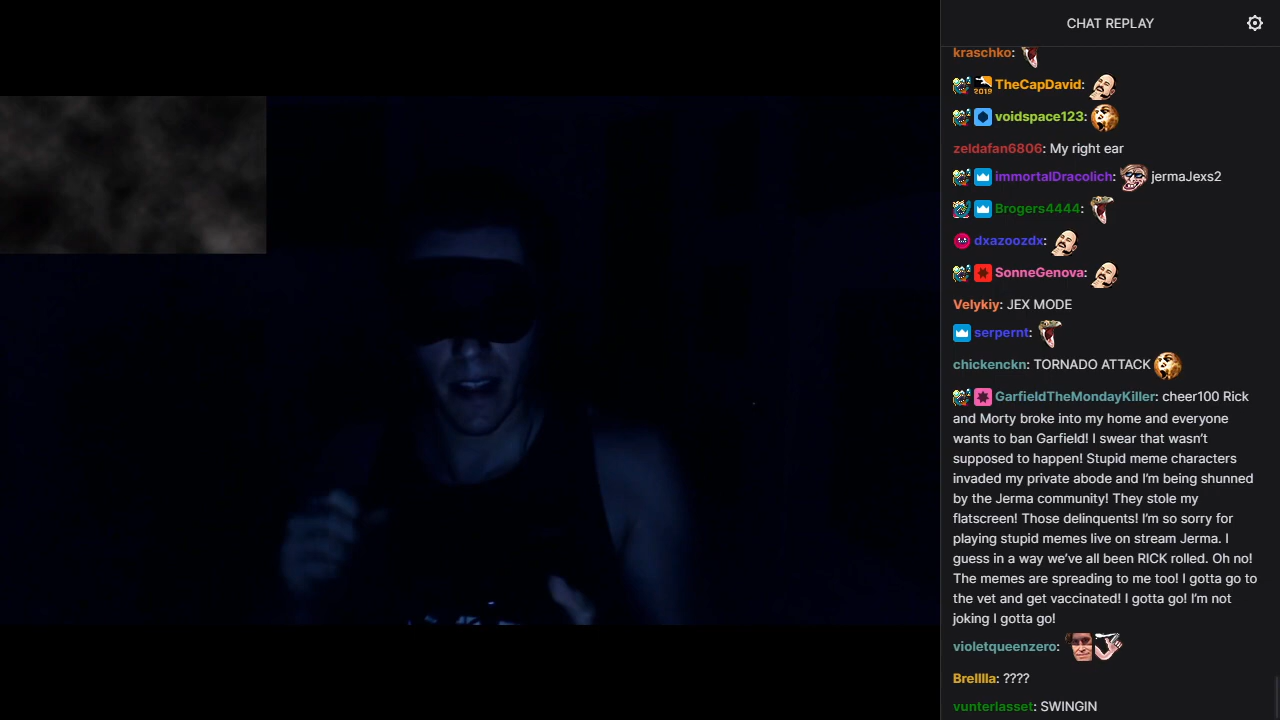 CHAT REPLAY
kraschko:
2019 TheCapDavid:
voidspace123:
zeldafan6806: My right ear
immortalDracolich: jermaJexs2
Brogers4444:
dxazoozdx:
SonneGenova:
Velykiy: JEX MODE
serpernt:
chickenckn: TORNADO ATTACK
GarfieldTheMondayKiller: cheer100 Rick
and Morty broke into my home and everyone
wants to ban Garfield! I swear that wasn't
supposed to happen! Stupid meme characters
invaded my private abode and I'm being shunned
by the Jerma community! They stole my
flatscreen! Those delinquents! I'm so sorry for
playing stupid memes live on stream Jerma. I
guess in a way we've all been RICK rolled. Oh no!
The memes are spreading to me too! I gotta go to
the vet and get vaccinated! I gotta go! I'm not
joking I gotta go!
violetqueenzero:
Brelllla: ????
vunterlasset: SWINGIN